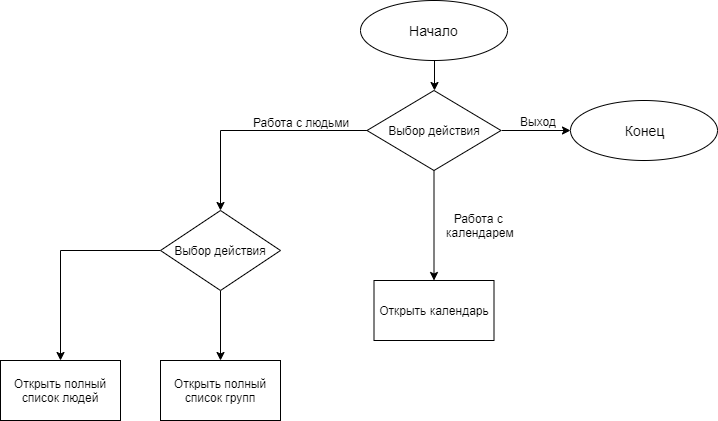 Начало
Работа с людьми
Выбор действия
Выход
Конец
Работа с
календарем
Выбор действия
Открыть календарь
Открыть полный
список людей
Открыть полный
список групп